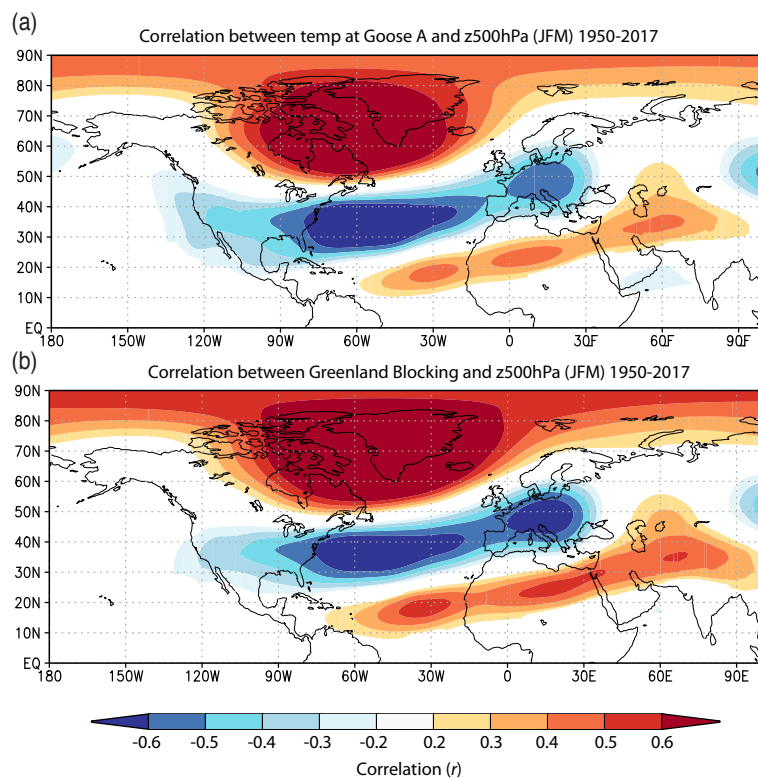 (a)
Correlation between temp at Goose A and z500hPa (JFM) 1950-2017
90N
80N
70N
60N
50N
40N
30N
20N
10N
EQ
180 150W 120W 90W 60W 30W 0 30F 60F 90F
(b)
Correlation between Greenland Blocking and z500hPa (JFM) 1950-2017
90N
80N
70N
60N
50N
40N
30N
20N
10N
EQ
180 150W 120W 90W 60W 30W 0 30E 60E 90E
-0.6 -0.5 -0.4 -0.3 -0.2 0.2 0.3 0.4 0.5 0.6
Correlation (r)